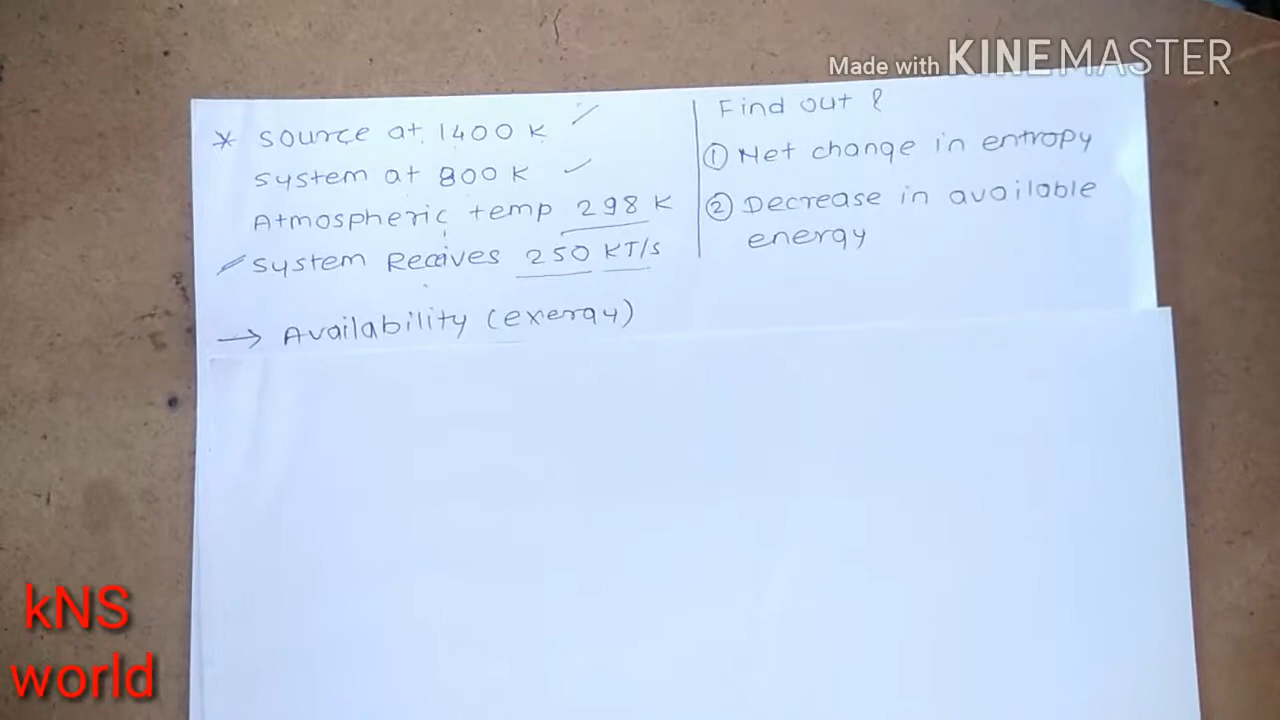 Made with KINEMASTER
* Source at 1400 K
System at 800 K
Atmospheric temp 298 K
System Receives 250 KJ/s
→ Availability (exergy)
Find out ?
① Net change in entropy
② Decrease in available
energy
kNS
world